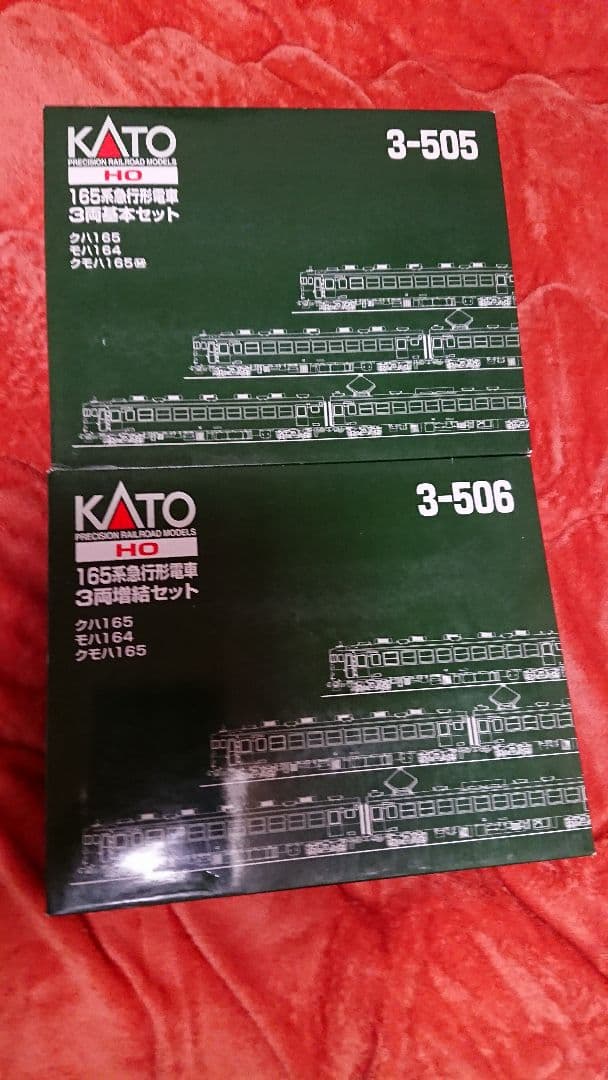 KATO
PRECISION RAILROAD MODELS
HO
3-505
165系急行形電車
3両基本セット
クハ165
モハ164
クモハ165Ⓜ
KATO
PRECISION RAILROAD MODELS
HO
3-506
165系急行形電車
3両増結セット
クハ165
モハ164
クモハ165